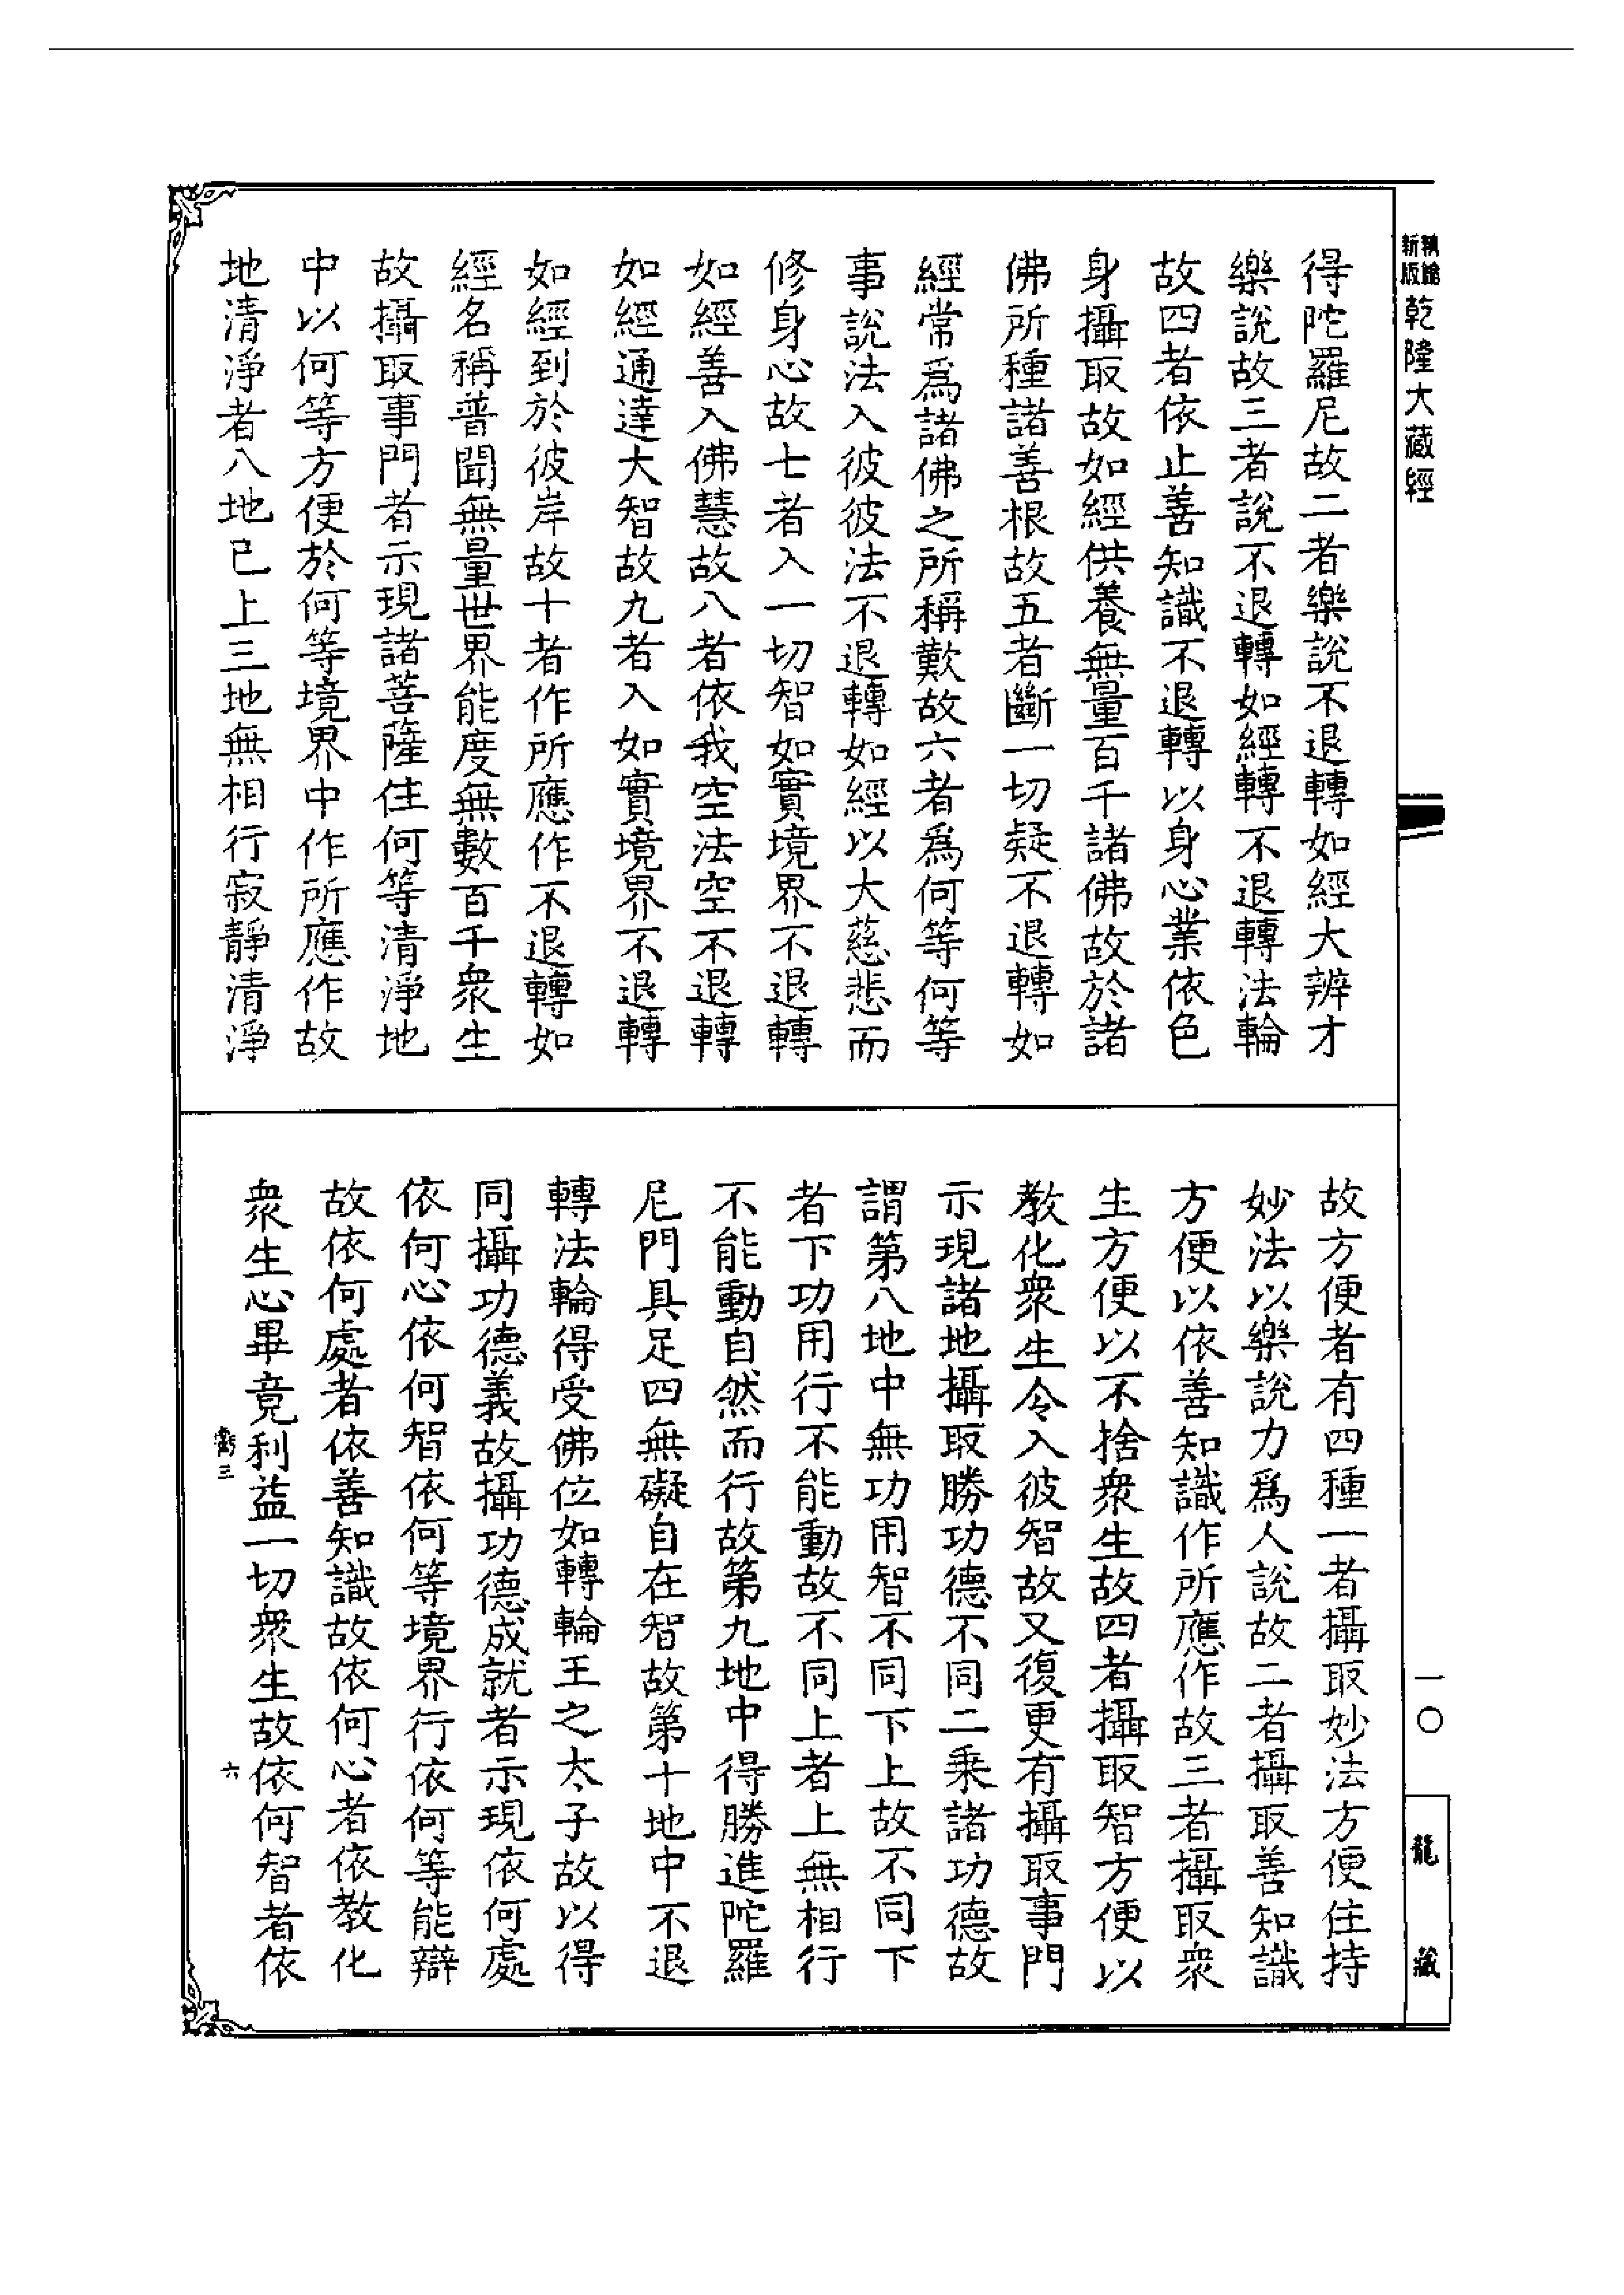 新版精縮乾隆大藏經
得陀羅尼故二者樂說不退轉如經大辨才
樂說故三者說不退轉如經轉不退轉法輪
故四者依止善知識不退轉以身心業依色
身攝取故如經供養無量百千諸佛故於諸
佛所種諸善根故五者斷一切疑不退轉如
經常爲諸佛之所稱歎故六者爲何等何等
事說法入彼彼法不退轉如經以大慈悲而
修身心故七者入一切智如實境界不退轉
如經善入佛慧故八者依我空法空不退轉
如經通達大智故九者入如實境界不退轉
如經到於彼岸故十者作所應作不退轉如
經名稱普聞無量世界能度無數百千衆生
故攝取事門者示現諸菩薩住何等清淨地
中以何等方便於何等境界中作所應作故
地清淨者八地已上三地無相行寂靜清淨
故方便者有四種一者攝取妙法方便住持
妙法以樂說力爲人說故二者攝取善知識
方便以依善知識作所應作故三者攝取衆
生方便以不捨衆生故四者攝取智方便以
教化衆生令入彼智故又復更有攝取事門
示現諸地攝取勝功德不同二乘諸功德故
謂第八地中無功用智不同下上故不同下
者下功用行不能動故不同上者上無相行
不能動自然而行故第九地中得勝進陀羅
尼門具足四無礙自在智故第十地中不退
轉法輪得受佛位如轉輪王之太子故以得
同攝功德義故攝功德成就者示現依何處
依何心依何智依何等境界行依何等能辯
故依何處者依善知識故依何心者依教化
衆生心畢竟利益一切衆生故依何智者依
三
六
一〇
龍藏